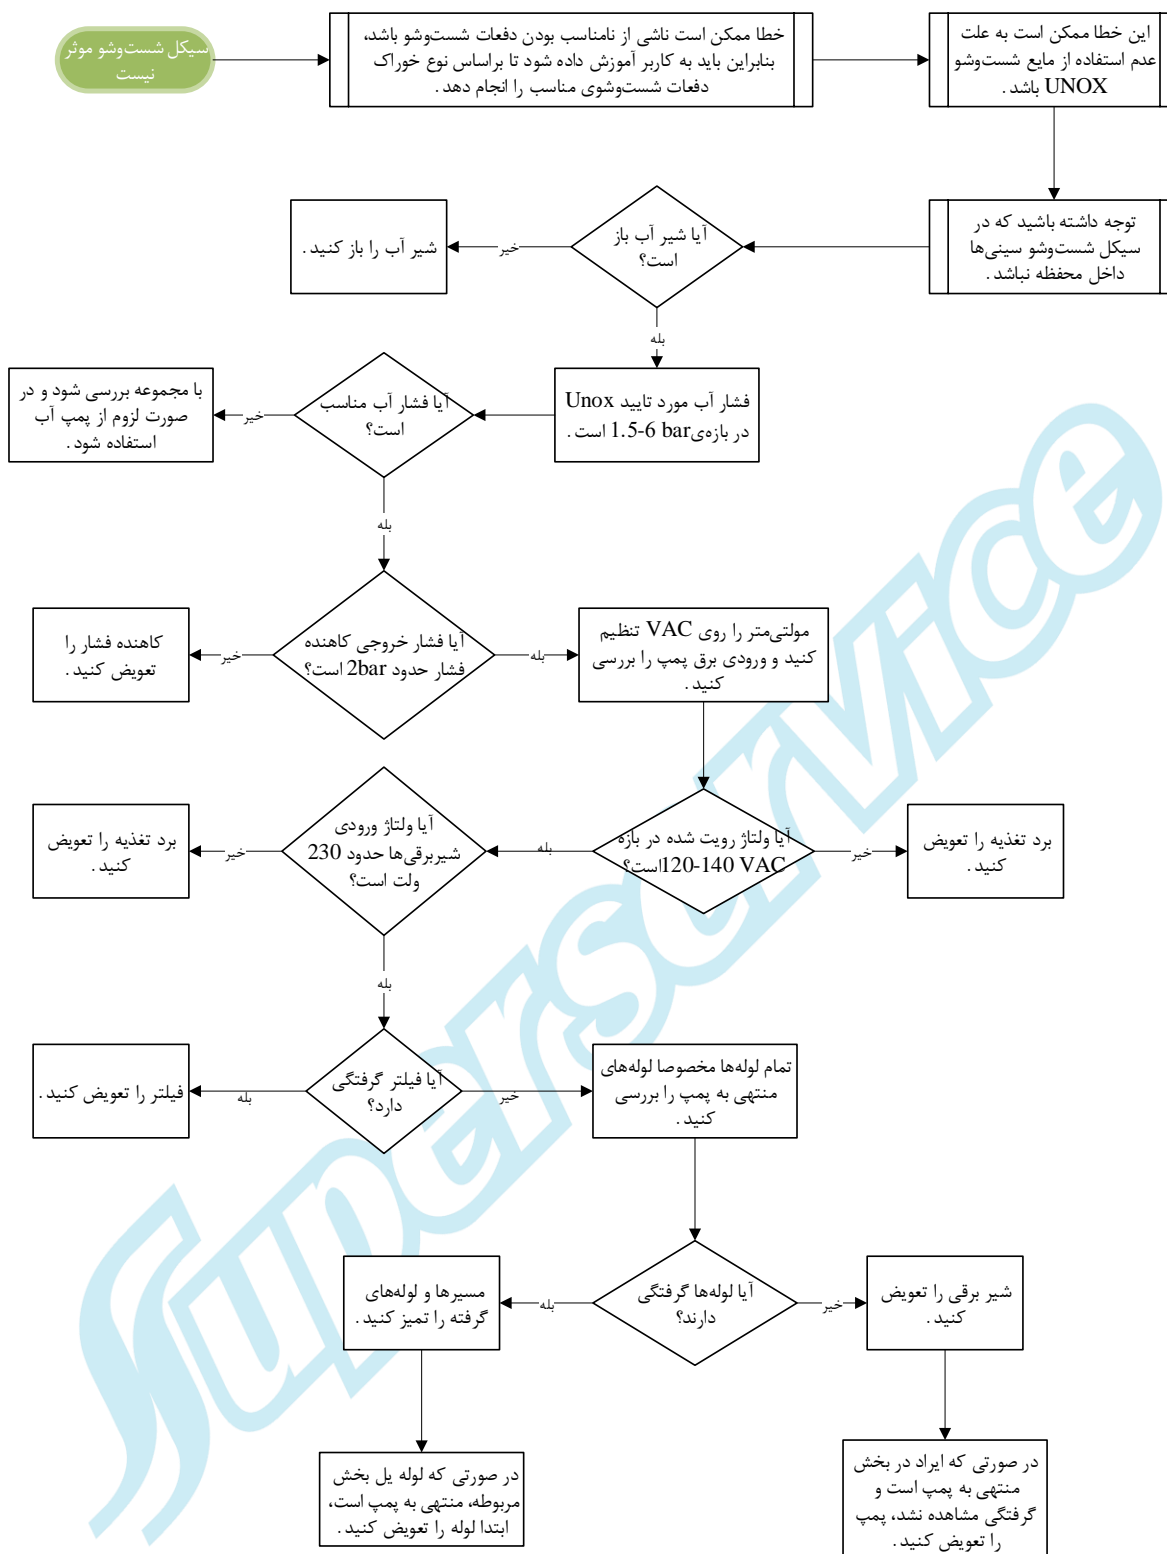 سیکل شست‌وشو موثر
نیست
خطا ممکن است ناشی از نامناسب بودن دفعات شست‌وشو باشد،
بنابراین باید به کاربر آموزش داده شود تا براساس نوع خوراک
دفعات شست‌وشوی مناسب را انجام دهد.
این خطا ممکن است به علت
عدم استفاده از مایع شست‌وشو
UNOX باشد.
توجه داشته باشید که در
سیکل شست‌وشو سینی‌ها
داخل محفظه نباشد.
آیا شیر آب باز
است؟
خیر
شیر آب را باز کنید.
بله
فشار آب مورد تایید Unox
در بازه‌ی 1.5-6 bar است.
آیا فشار آب مناسب
است؟
خیر
با مجموعه بررسی شود و در
صورت لزوم از پمپ آب
استفاده شود.
بله
آیا فشار خروجی کاهنده
فشار حدود 2bar است؟
خیر
کاهنده فشار را
تعویض کنید.
بله
مولتی‌متر را روی VAC تنظیم
کنید و ورودی برق پمپ را بررسی
کنید.
آیا ولتاژ رویت شده در بازه
120-140 VAC است؟
خیر
برد تغذیه را تعویض
کنید.
بله
آیا ولتاژ ورودی
شیربرقی‌ها حدود 230
ولت است؟
خیر
برد تغذیه را تعویض
کنید.
بله
آیا فیلتر گرفتگی
دارد؟
بله
فیلتر را تعویض کنید.
خیر
تمام لوله‌ها مخصوصا لوله‌های
منتهی به پمپ را بررسی
کنید.
آیا لوله‌ها گرفتگی
دارند؟
خیر
شیر برقی را تعویض
کنید.
بله
مسیرها و لوله‌های
گرفته را تمیز کنید.
در صورتی که ایراد در بخش
منتهی به پمپ است و
گرفتگی مشاهده نشد، پمپ
را تعویض کنید.
در صورتی که لوله یل بخش
مربوطه، منتهی به پمپ است،
ابتدا لوله را تعویض کنید.
Superservice